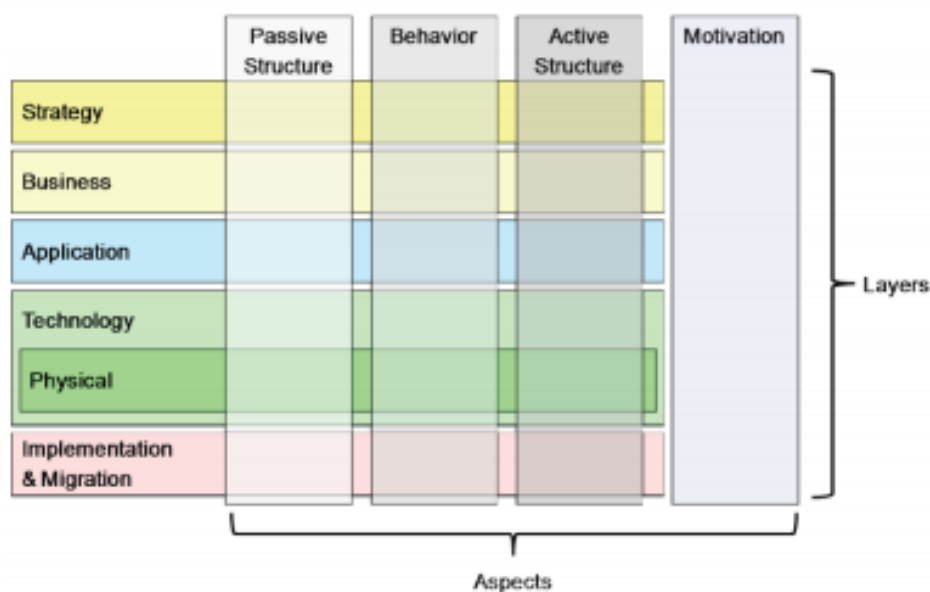 Passive
Structure
Behavior
Active
Structure
Motivation
Strategy
Business
Application
Technology
Physical
Implementation
& Migration
Layers
Aspects